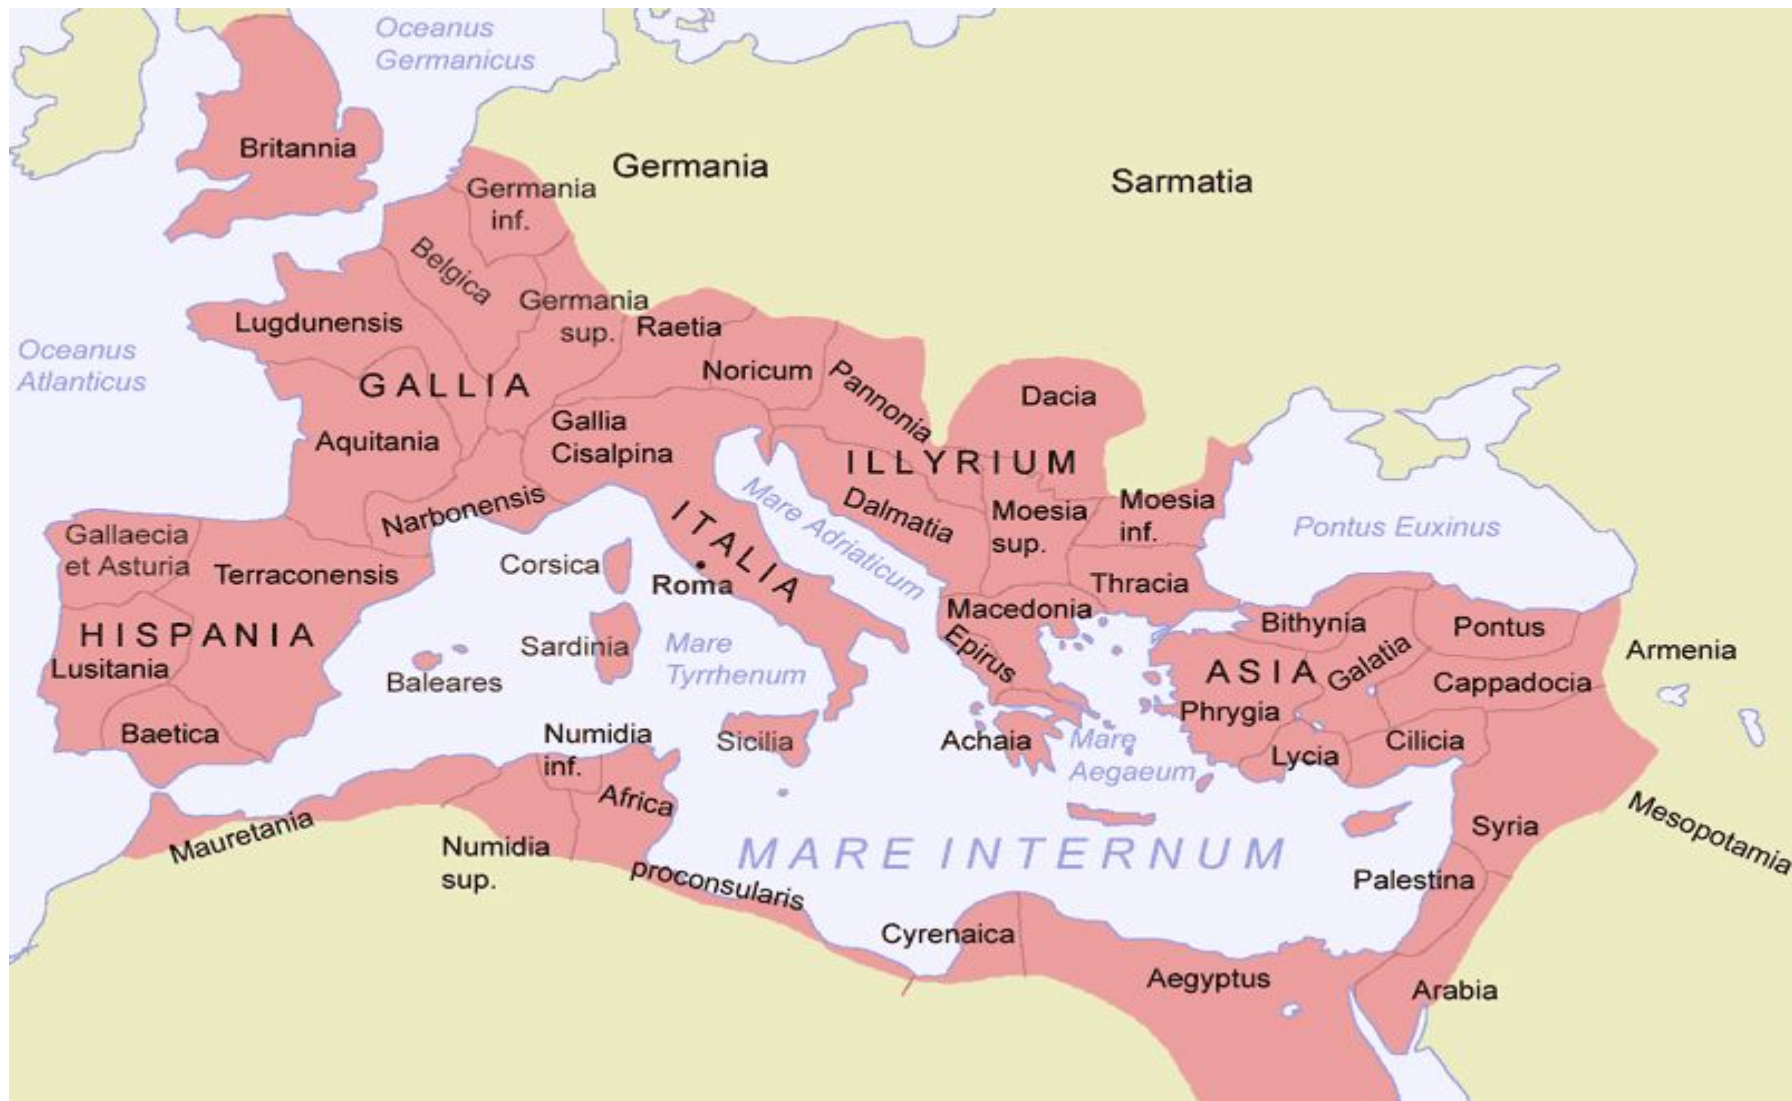 Oceanus
Germanicus
Britannia
Germania
Sarmatia
Germania
inf.
Belgica
Germania
sup.
Lugdunensis
Raetia
Oceanus
Atlanticus
GALLIA
Noricum
Pannonia
Dacia
Gallia
Cisalpina
Aquitania
ILLYRIUM
Narbonensis
Mare Adriaticum
Dalmatia
Moesia
sup.
Moesia
inf.
Pontus Euxinus
Gallaecia
et Asturia
Terraconensis
Corsica
ITALIA
Roma
Thracia
Macedonia
Bithynia
Pontus
HISPANIA
Lusitania
Sardinia
Mare
Tyrrhenum
Epirus
ASIA
Galatia
Armenia
Cappadocia
Baleares
Phrygia
Baetica
Numidia
inf.
Sicilia
Achaia
Mare
Aegaeum
Lycia
Cilicia
Africa
Mauretania
Numidia
sup.
proconsularis
MARE INTERNUM
Syria
Mesopotamia
Palestina
Cyrenaica
Aegyptus
Arabia